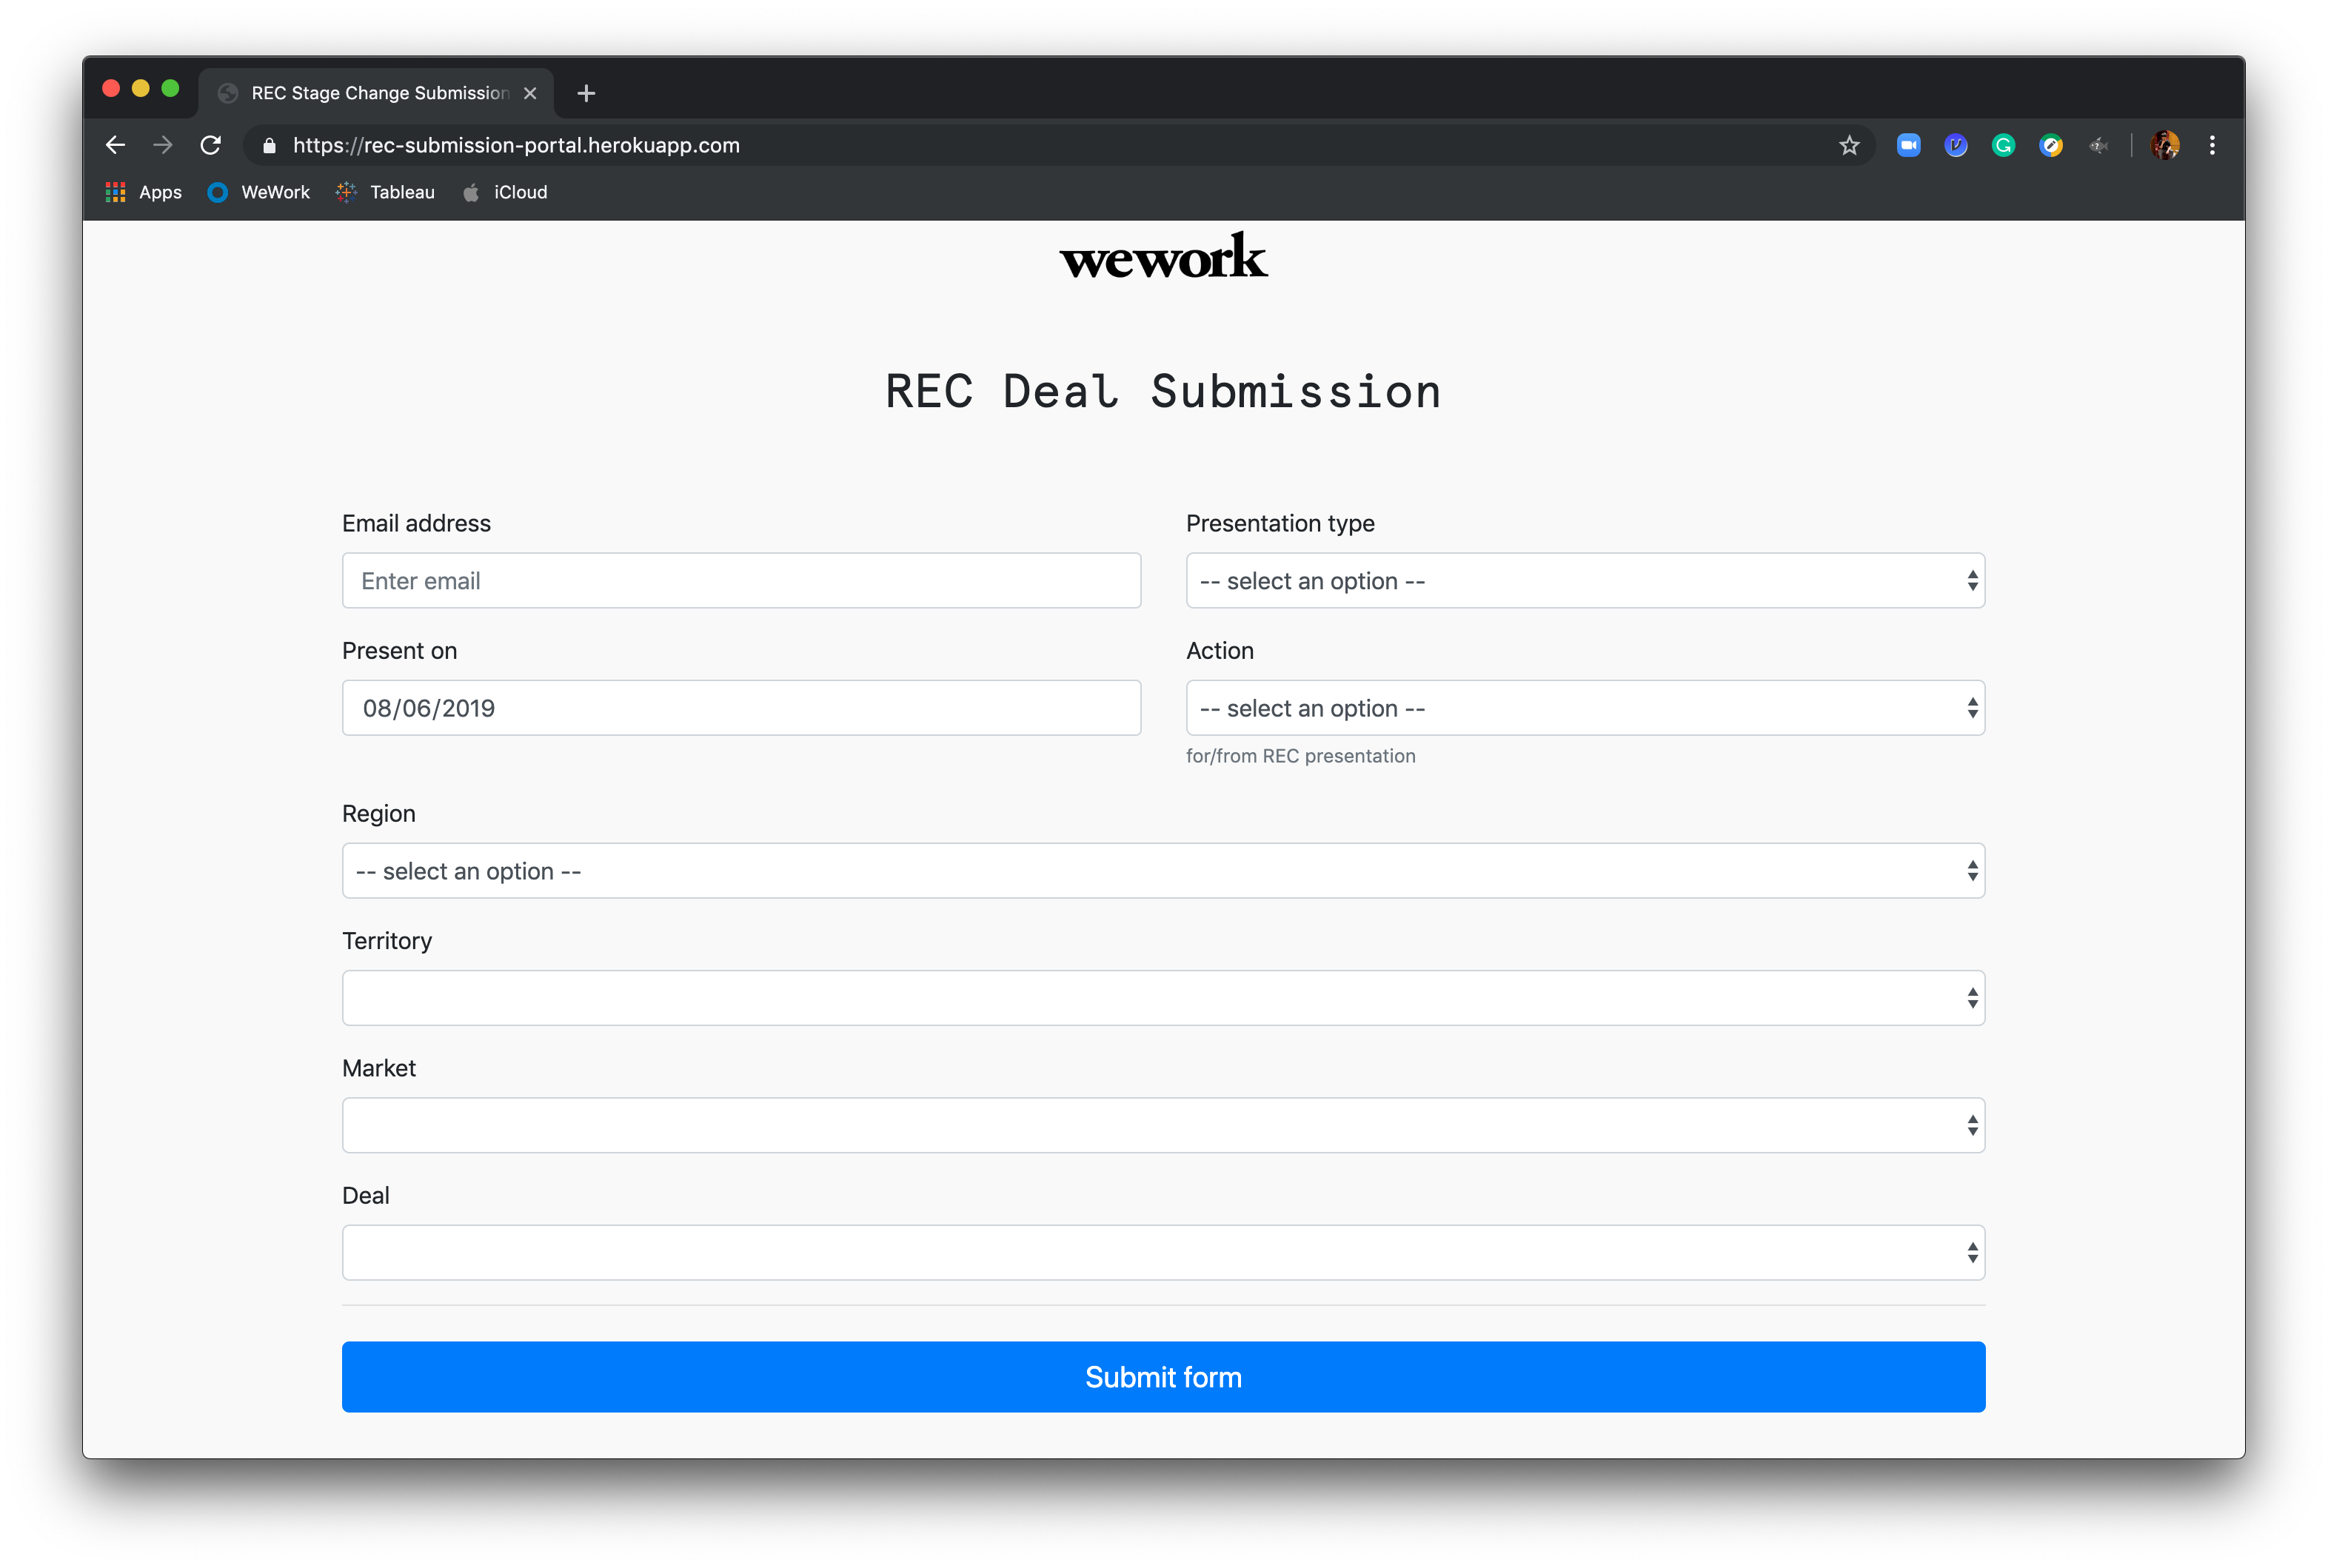 REC Stage Change Submission
https://rec-submission-portal.herokuapp.com
Apps WeWork Tableau iCloud
wework
REC Deal Submission
Email address
Presentation type
Enter email
-- select an option --
Present on
Action
08/06/2019
-- select an option --
for/from REC presentation
Region
-- select an option --
Territory
Market
Deal
Submit form